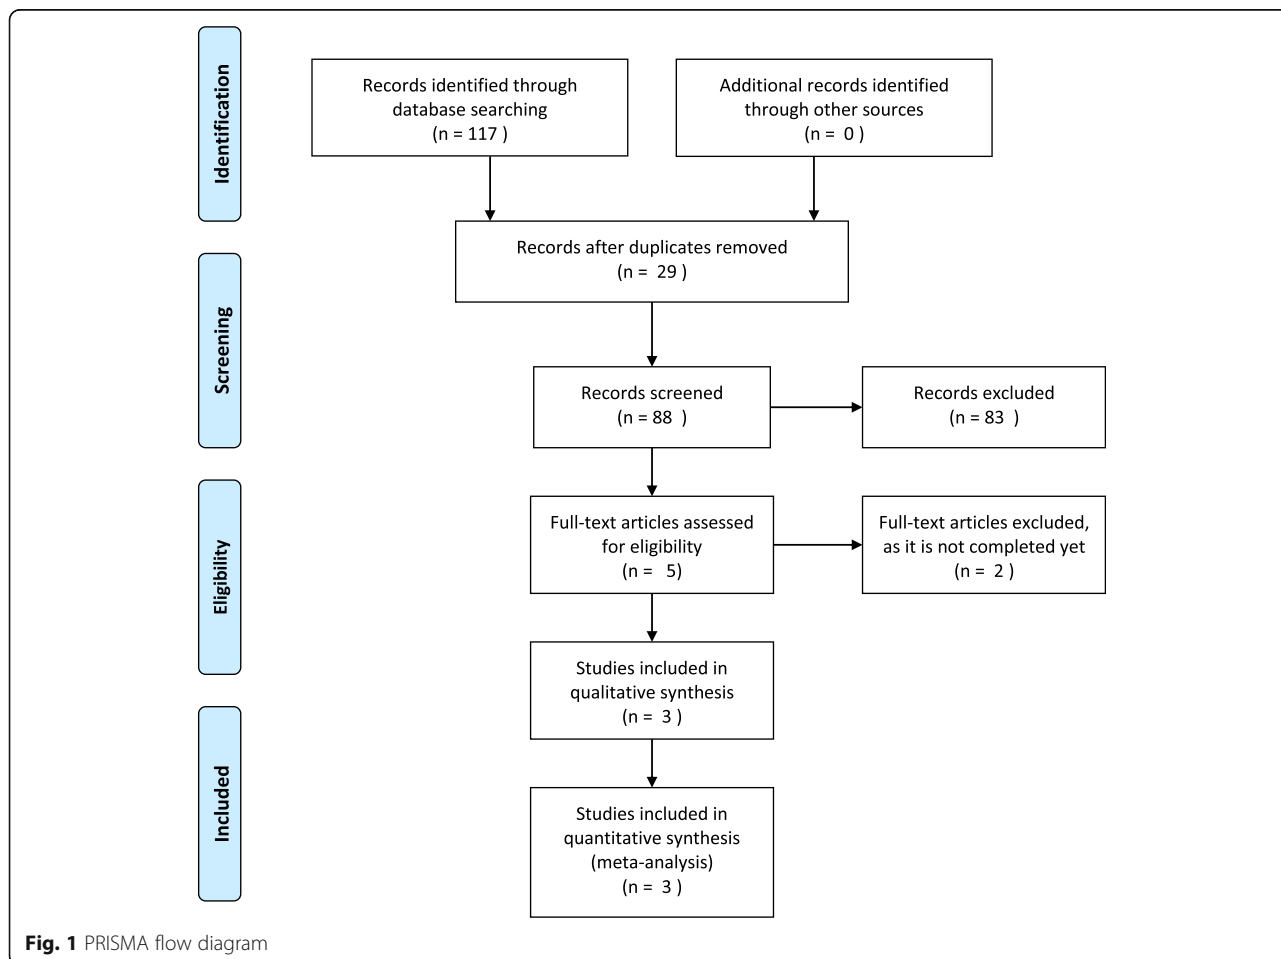 Identification
Records identified through
database searching
(n = 117 )
Additional records identified
through other sources
(n = 0 )
Records after duplicates removed
(n = 29 )
Screening
Records screened
(n = 88 )
Records excluded
(n = 83 )
Eligibility
Full-text articles assessed
for eligibility
(n = 5)
Full-text articles excluded,
as it is not completed yet
(n = 2 )
Studies included in
qualitative synthesis
(n = 3 )
Included
Studies included in
quantitative synthesis
(meta-analysis)
(n = 3 )
Fig. 1 PRISMA flow diagram